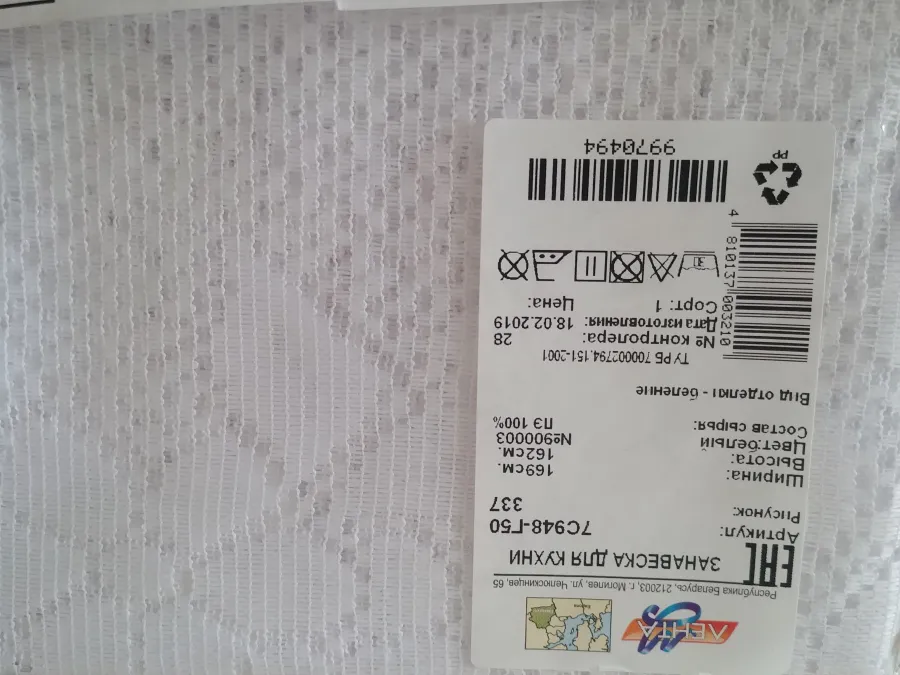 ЛЕНТА
Республика Беларусь, 212003, г. Могилев, ул. Челюскинцев, 65
EAC ЗАНАВЕСКА ДЛЯ КУХНИ
Артикул: 7С948-Г50
Рисунок: 337
Ширина: 169см.
Высота: 162см.
Цвет:белый №900003
Состав сырья: ПЭ 100%
Вид отделки - беление
ТУ РБ 700002794.151-2001
№ контролера: 28
Дата изготовления: 18.02.2019
Сорт: 1 Цена:
4 810137 003210
PP
9970494